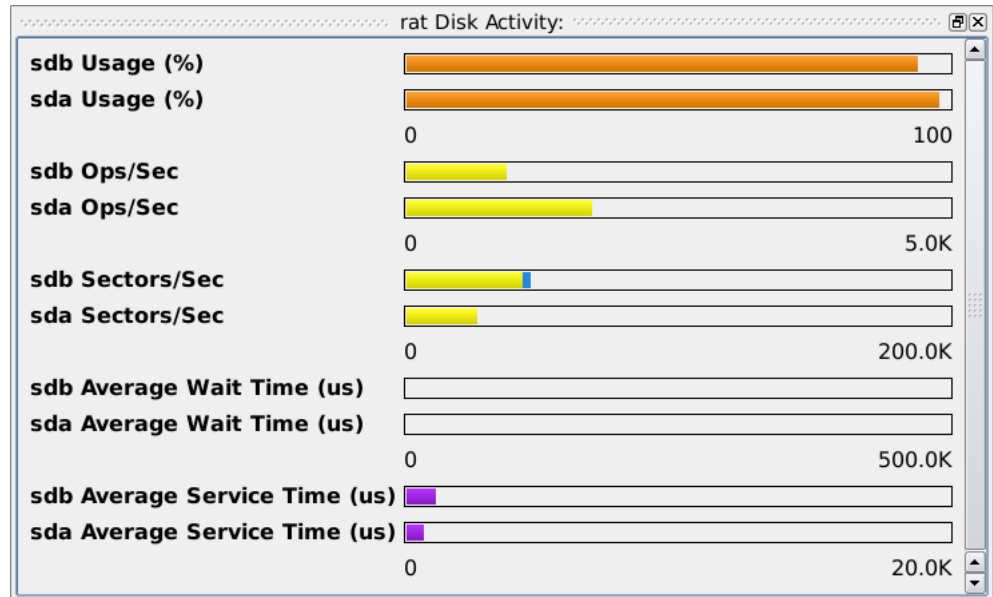 rat Disk Activity:
sdb Usage (%)
sda Usage (%)
0 100
sdb Ops/Sec
sda Ops/Sec
0 5.0K
sdb Sectors/Sec
sda Sectors/Sec
0 200.0K
sdb Average Wait Time (us)
sda Average Wait Time (us)
0 500.0K
sdb Average Service Time (us)
sda Average Service Time (us)
0 20.0K